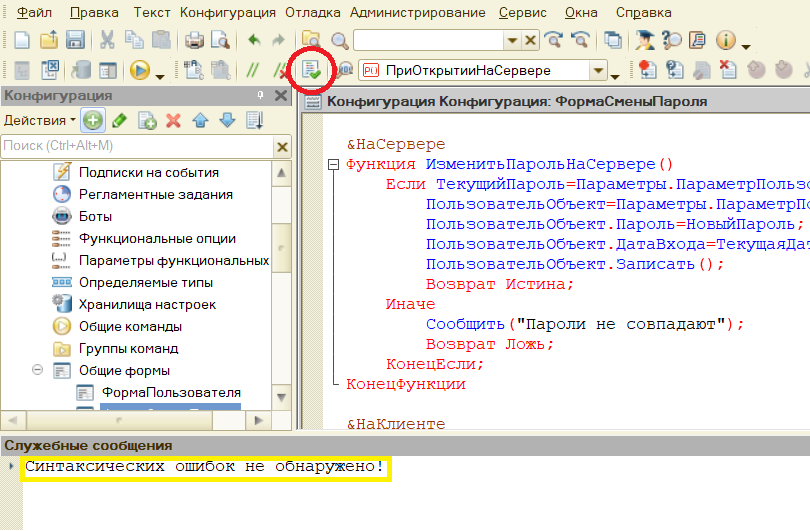 Файл Правка Текст Конфигурация Отладка Администрирование Сервис Окна Справка
ПриОткрытииНаСервере
Конфигурация
Конфигурация Конфигурация: ФормаСменыПароля
Действия
Поиск (Ctrl+Alt+M)
Подписки на события
Регламентные задания
Боты
Функциональные опции
Параметры функциональных
Определяемые типы
Хранилища настроек
Общие команды
Группы команд
Общие формы
ФормаПользователя
&НаСервере
Функция ИзменитьПарольНаСервере()
Если ТекущийПароль=Параметры.ПараметрПользо
ПользовательОбъект=Параметры.ПараметрПо
ПользовательОбъект.Пароль=НовыйПароль;
ПользовательОбъект.ДатаВхода=ТекущаяДат
ПользовательОбъект.Записать();
Возврат Истина;
Иначе
Сообщить("Пароли не совпадают");
Возврат Ложь;
КонецЕсли;
КонецФункции
&НаКлиенте
Служебные сообщения
Синтаксических ошибок не обнаружено!